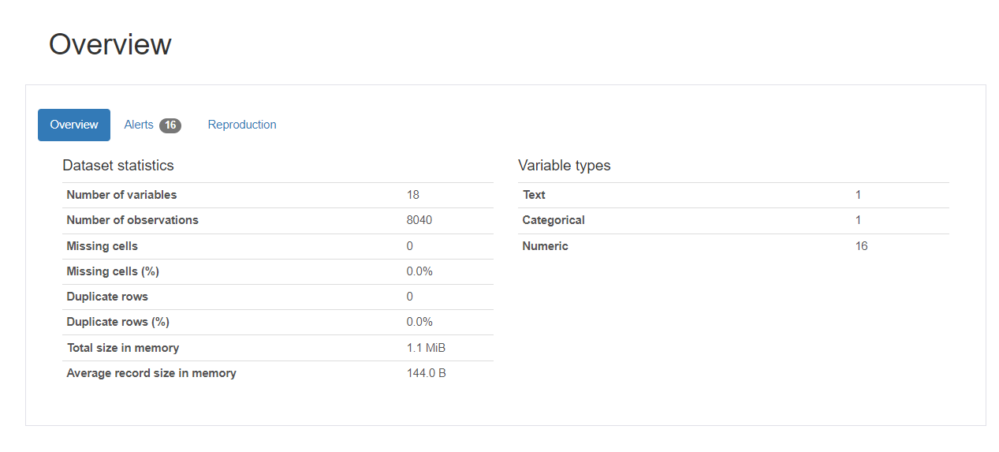 Overview
Overview Alerts 16 Reproduction
Dataset statistics
Number of variables 18
Number of observations 8040
Missing cells 0
Missing cells (%) 0.0%
Duplicate rows 0
Duplicate rows (%) 0.0%
Total size in memory 1.1 MiB
Average record size in memory 144.0 B
Variable types
Text 1
Categorical 1
Numeric 16